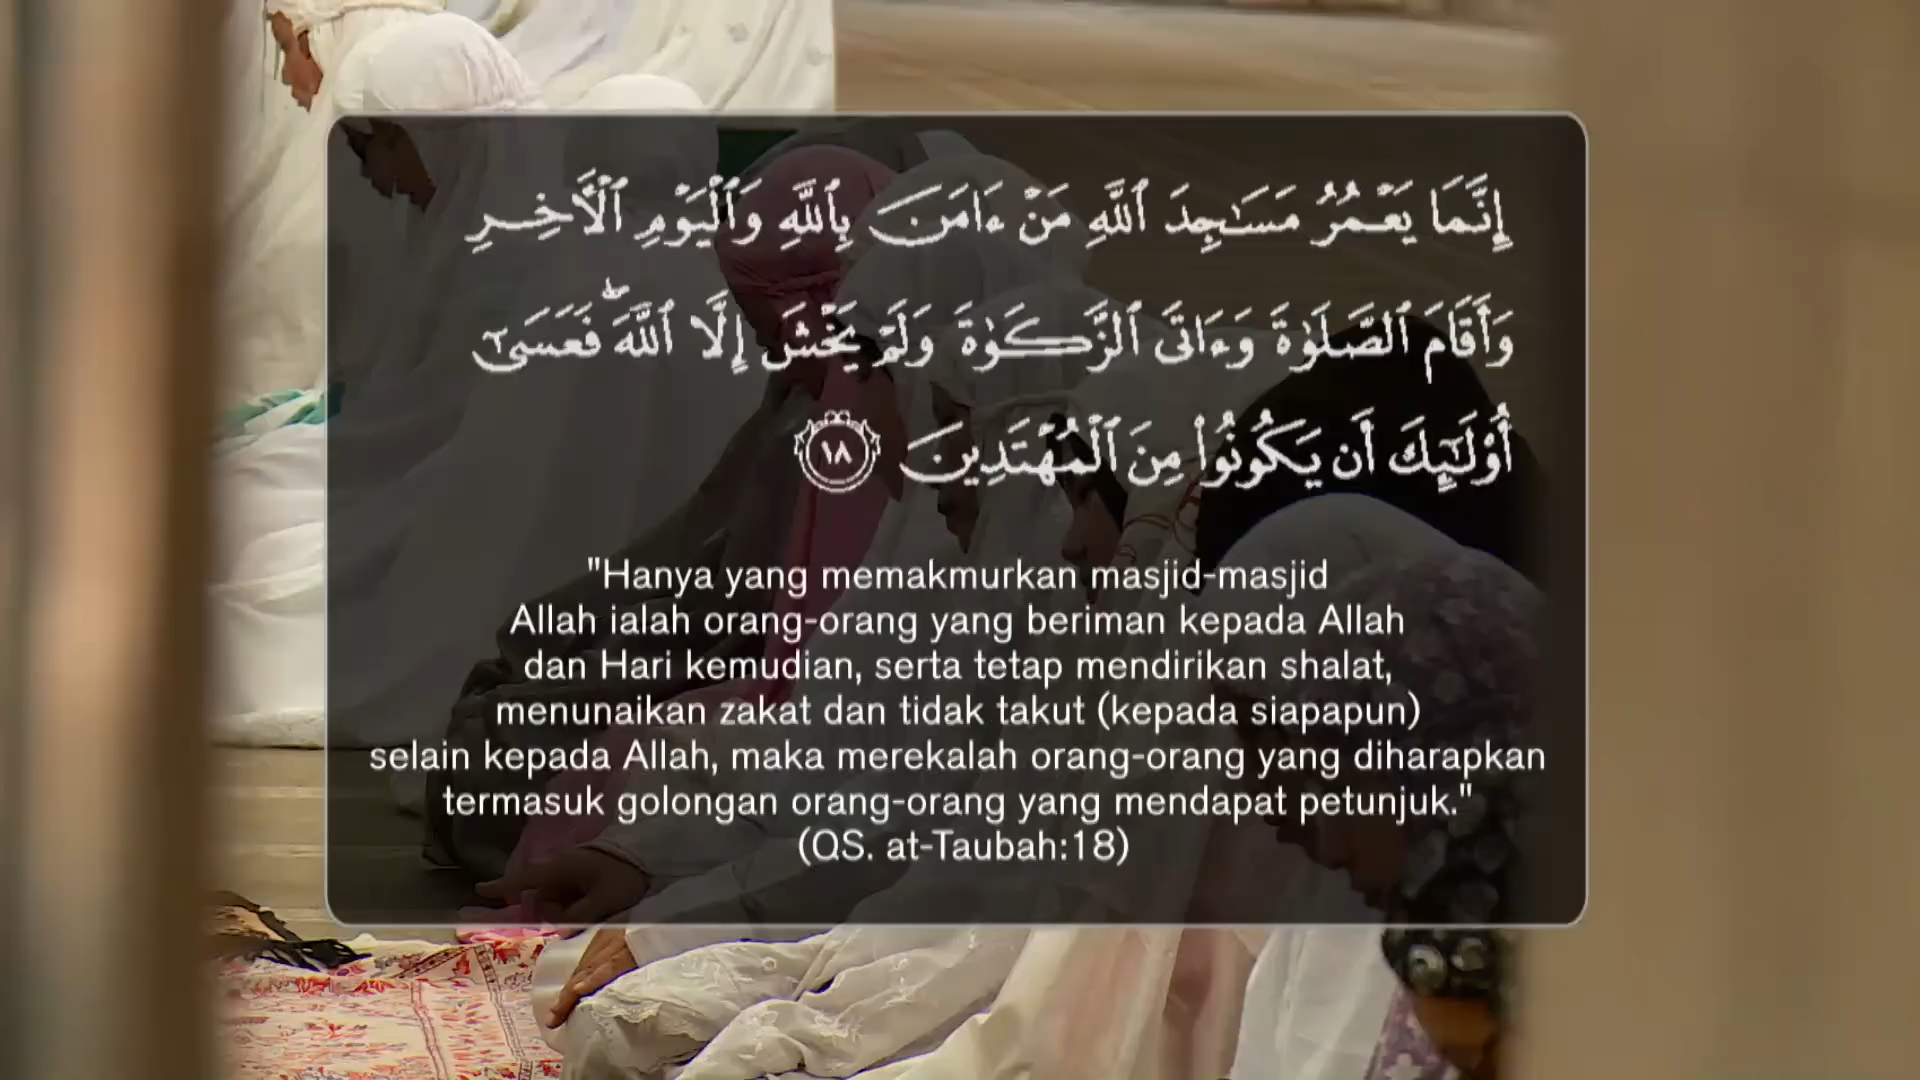 إِنَّمَا يَعْمُرُ مَسَـٰجِدَ ٱللَّهِ مَنْ ءَامَنَ بِٱللَّهِ وَٱلْيَوْمِ ٱلْـَٔاخِرِ
وَأَقَامَ ٱلصَّلَوٰةَ وَءَاتَى ٱلزَّكَوٰةَ وَلَمْ يَخْشَ إِلَّا ٱللَّهَ ۖ فَعَسَىٰٓ
أُو۟لَـٰٓئِكَ أَن يَكُونُوا۟ مِنَ ٱلْمُهْتَدِينَ ١٨
"Hanya yang memakmurkan masjid-masjid
Allah ialah orang-orang yang beriman kepada Allah
dan Hari kemudian, serta tetap mendirikan shalat,
menunaikan zakat dan tidak takut (kepada siapapun)
selain kepada Allah, maka merekalah orang-orang yang diharapkan
termasuk golongan orang-orang yang mendapat petunjuk."
(QS. at-Taubah:18)